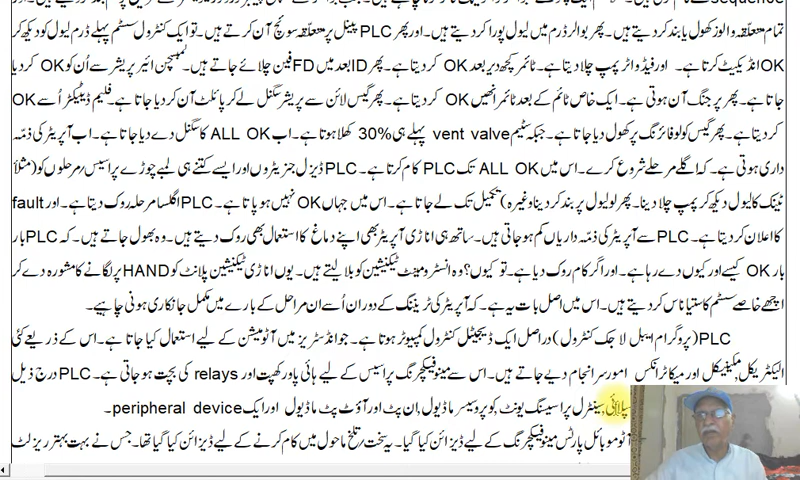 تمام متعلقہ والوز کھول یا بند کر دیتے ہیں۔ پھر بوائلر ڈرم میں لیول پورا کر دیتے ہیں۔ اور پھر PLC پینل پر متعلقہ سوئچ آن کرتے ہیں۔ تو ایک کنٹرول سسٹم پہلے ڈرم لیول کو دیکھ کر
OK انڈیکیٹ کرتا ہے۔ اور فیڈ واٹر پمپ چلا دیتا ہے۔ ٹائمر کچھ دیر بعد OK کر دیتا ہے۔ پھر ID بعد میں FD فین چلائے جاتے ہیں۔ کمبسچن ائیر پریشر سے اُن کو OK کر دیا
جاتا ہے۔ پھر پرجنگ آن ہوتی ہے۔ ایک خاص ٹائم کے بعد ٹائمر انھیں OK کر دیتا ہے۔ پھر گیس لائن سے پریشر سگنل لے کر پائلٹ آن کر دیا جاتا ہے۔ فلیم ڈیٹیکٹر اُسے OK
کر دیتا ہے۔ پھر گیس کو لو فائرنگ پر کھول دیا جاتا ہے۔ جبکہ سٹیم vent valve پہلے ہی 30% کھلا ہوتا ہے۔ اب ALL OK کا سگنل دے دیا جاتا ہے۔ اب آپریٹر کی ذمہ
داری ہوتی ہے۔ کہ اگلے مرحلے شروع کرے۔ اس میں ALL OK تک PLC کام کرتا ہے۔ PLC ڈیزل جنریٹروں اور ایسے کتنے ہی لمبے چوڑے پراسیس/مرحلوں کو (مثلاً
ٹینک کا لیول دیکھ کر پمپ چلا دینا۔ پھر لو لیول پر بند کر دینا وغیرہ) تکمیل تک لے جاتا ہے۔ اس میں جہاں OK نہیں ہو پاتا ہے۔ PLC اگلا سا مرحلہ روک دیتا ہے۔ اور fault
کا اعلان کر دیتا ہے۔ PLC سے آپریٹر کی ذمہ داریاں کم ہو جاتی ہیں۔ ساتھ ہی اناڑی آپریٹر بھی اپنے دماغ کا استعمال بھی روک دیتے ہیں۔ وہ بھول جاتے ہیں۔ کہ PLC بار
بار OK کیسے اور کیوں دے رہا ہے۔ اور اگر کام روک دیا ہے۔ تو کیوں؟ وہ انسٹرومینٹ ٹیکنیشین کو بلا لیتے ہیں۔ یوں اناڑی ٹیکنیشین پلانٹ کو HAND پر لگانے کا مشورہ دے کر
اچھے خاصے سسٹم کا ستیاناس کر دیتے ہیں۔ اس میں اصل بات یہ ہے۔ کہ آپریٹر کی ٹریننگ کے دوران اُسے ان مراحل کے بارے میں مکمل جانکاری ہونی چاہیے۔
PLC (پروگرام ایبل لاجک کنٹرول) دراصل ایک ڈیجیٹل کنٹرول کمپیوٹر ہوتا ہے۔ جو انڈسٹریز میں آٹومیشن کے لیے استعمال کیا جاتا ہے۔ اس کے ذریعے کئی
الیکٹریکل، مکینیکل اور میکاٹرانکس امور سرانجام دیے جاتے ہیں۔ اس سے مینوفیکچرنگ پراسیس کے لیے ہائی پاور کھپت اور relays کی بچت ہو جاتی ہے۔ PLC درج ذیل
سپلائی، سینٹرل پراسیسنگ یونٹ، کو پروسیسر ماڈیول، ان پٹ اور آؤٹ پٹ ماڈیول اور ایک peripheral device۔
آٹوموبائل پارٹس مینوفیکچرنگ کے لیے ڈیزائن کیا گیا۔ یہ سخت/تلخ ماحول میں کام کرنے کے لیے ڈیزائن کیا گیا تھا۔ جس نے بہت بہتر رزلٹ